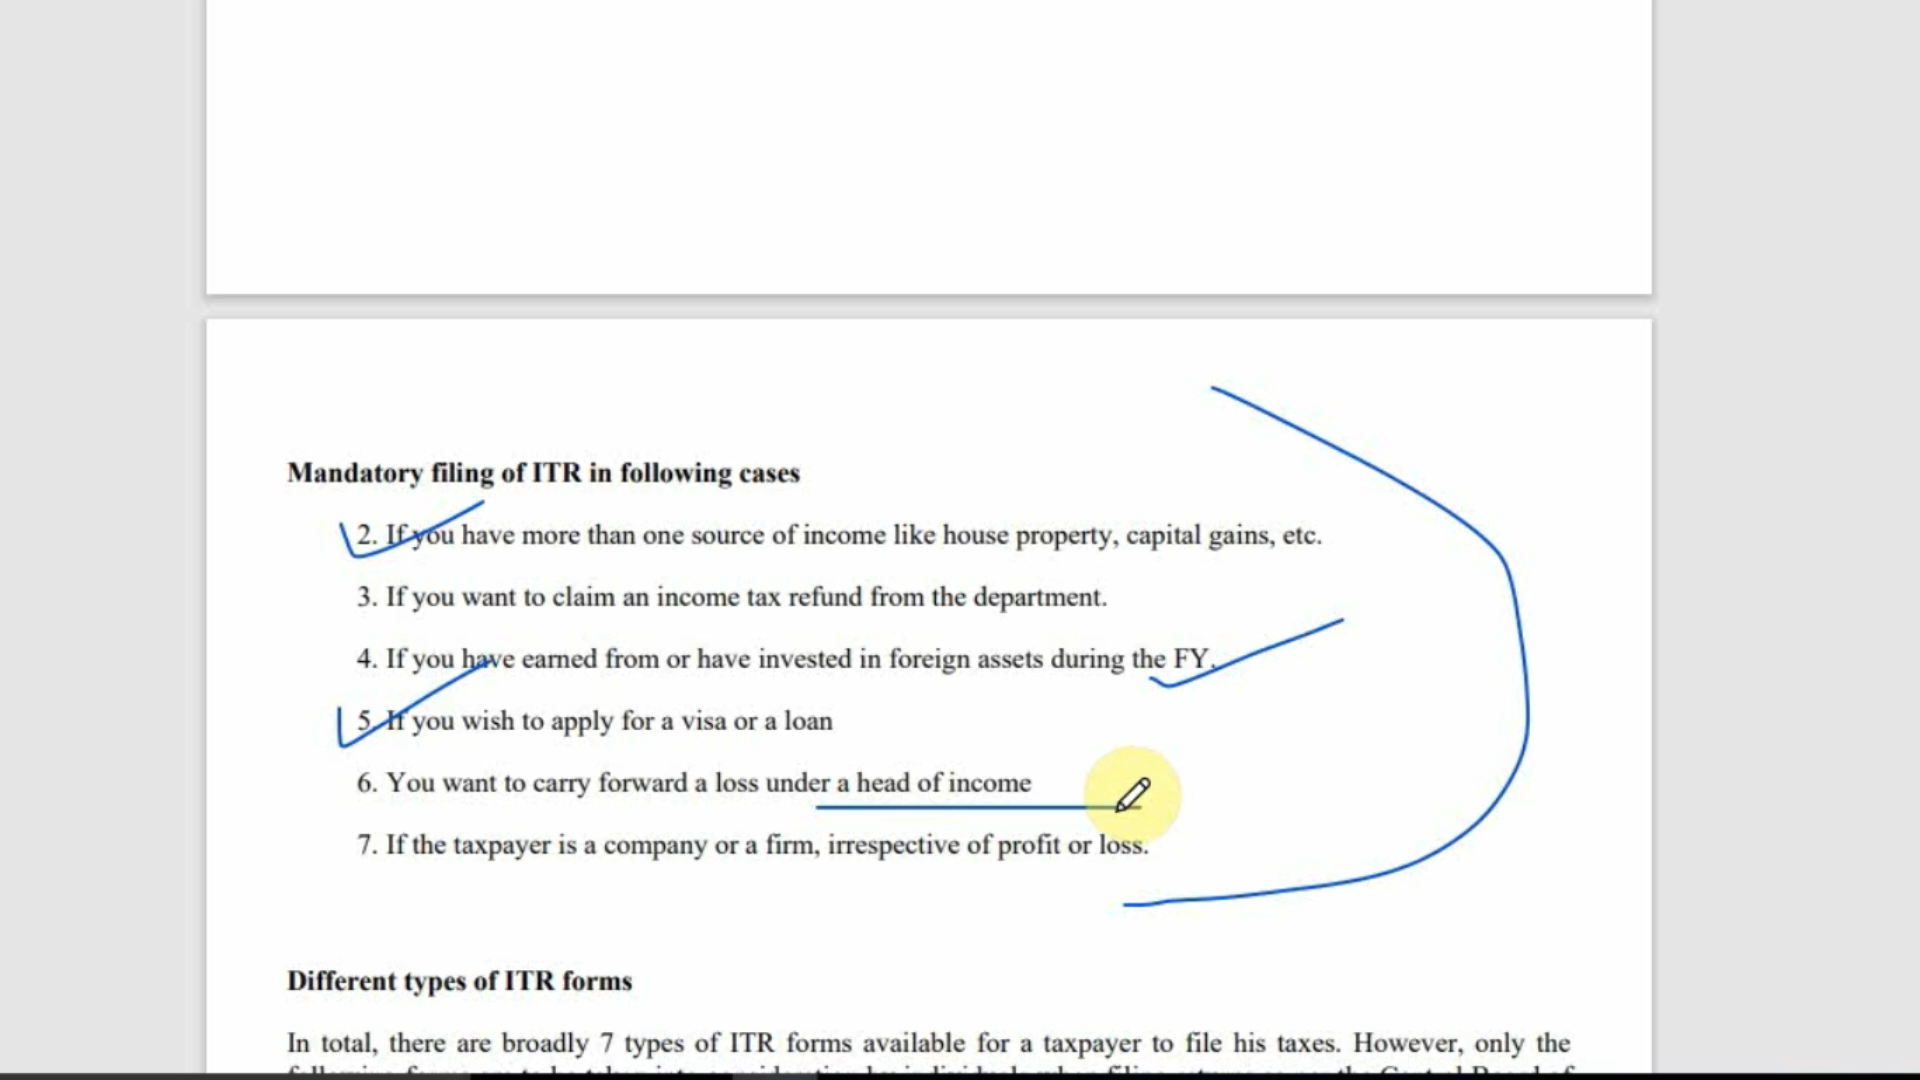 Mandatory filing of ITR in following cases
2. If you have more than one source of income like house property, capital gains, etc.
3. If you want to claim an income tax refund from the department.
4. If you have earned from or have invested in foreign assets during the FY.
5. If you wish to apply for a visa or a loan
6. You want to carry forward a loss under a head of income
7. If the taxpayer is a company or a firm, irrespective of profit or loss.
Different types of ITR forms
In total, there are broadly 7 types of ITR forms available for a taxpayer to file his taxes. However, only the